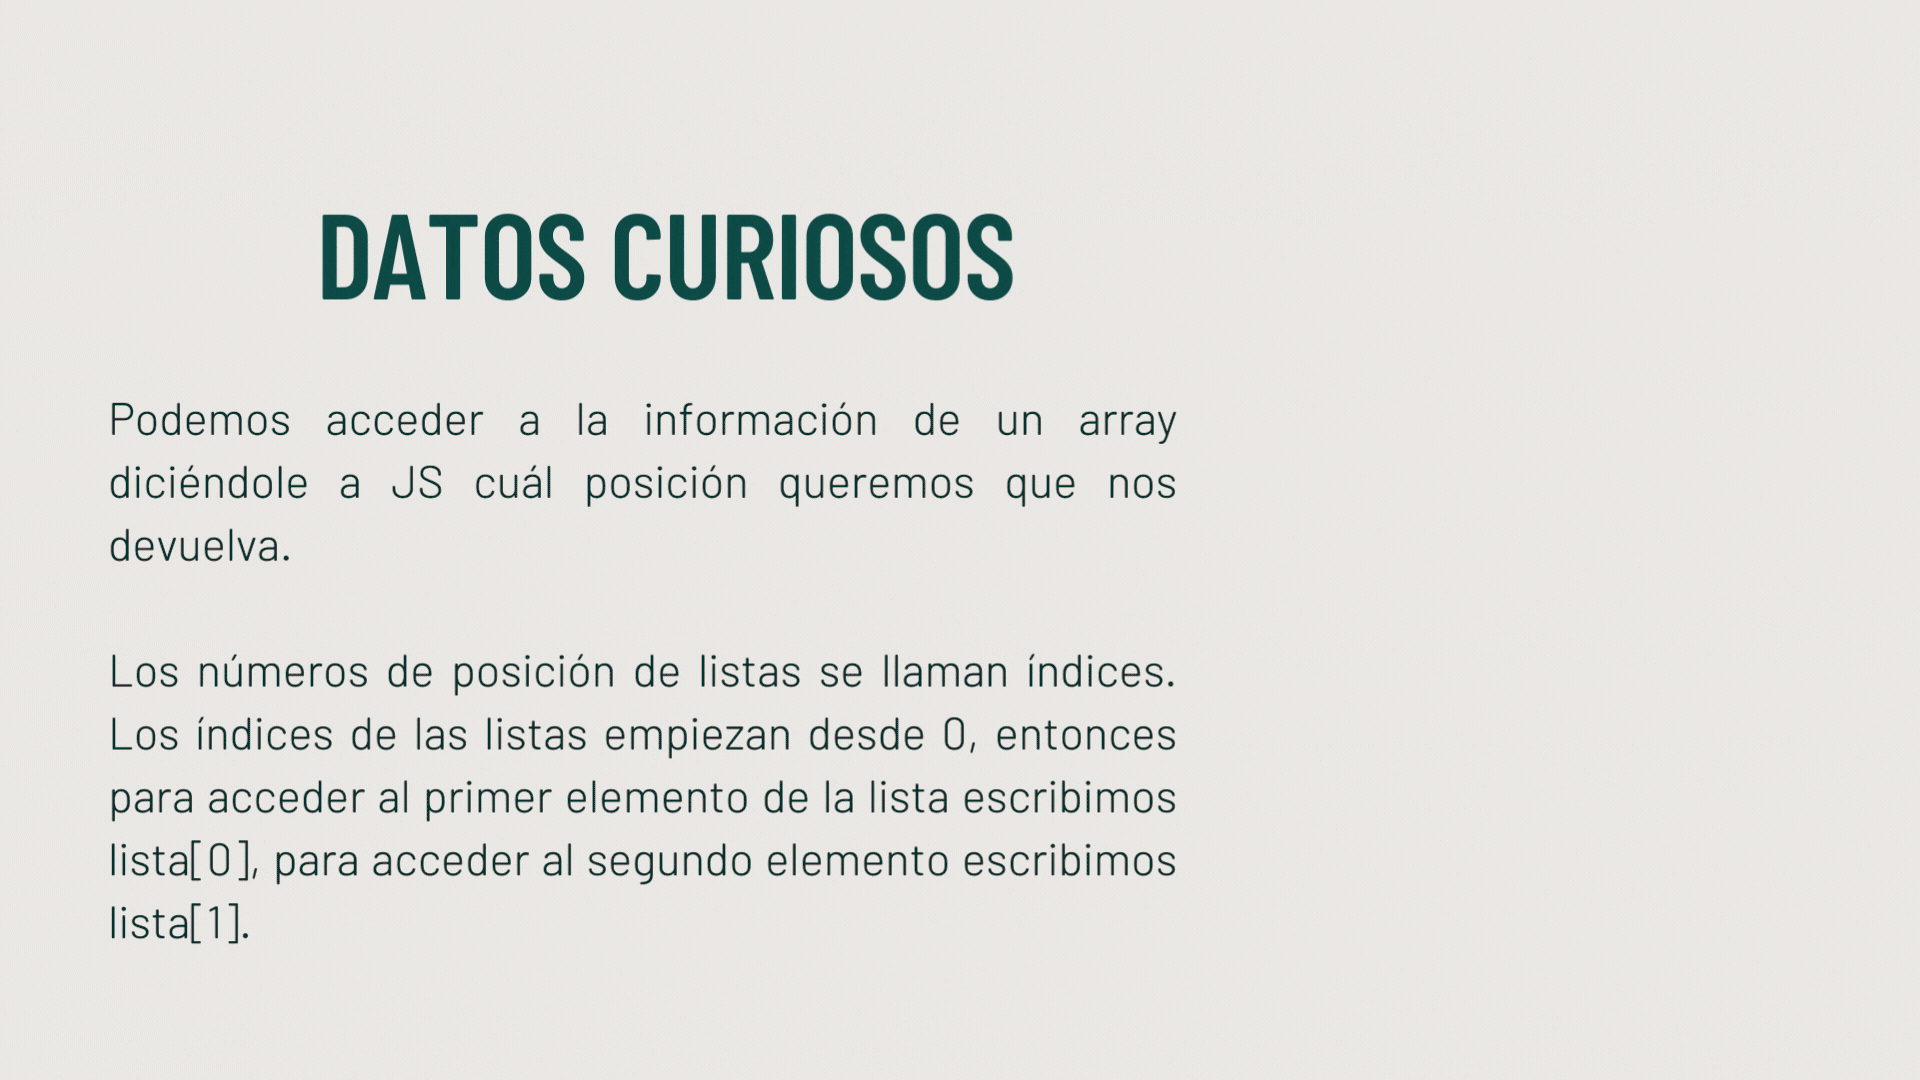 DATOS CURIOSOS
Podemos acceder a la información de un array
diciéndole a JS cuál posición queremos que nos
devuelva.
Los números de posición de listas se llaman índices.
Los índices de las listas empiezan desde 0, entonces
para acceder al primer elemento de la lista escribimos
lista[0], para acceder al segundo elemento escribimos
lista[1].